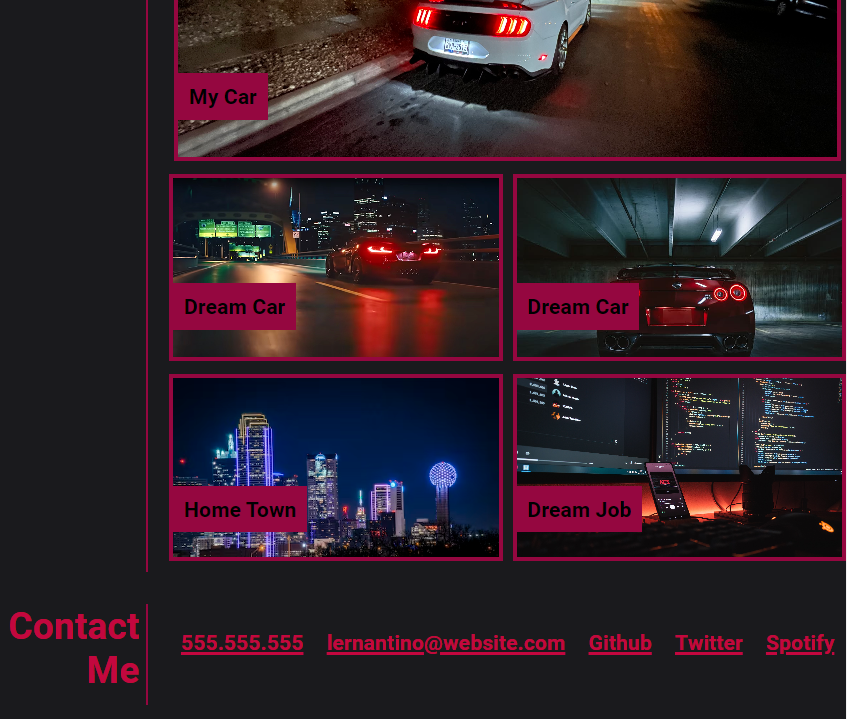 My Car
Dream Car
Dream Car
Home Town
Dream Job
Contact
Me
555.555.555 lernantino@website.com Github Twitter Spotify